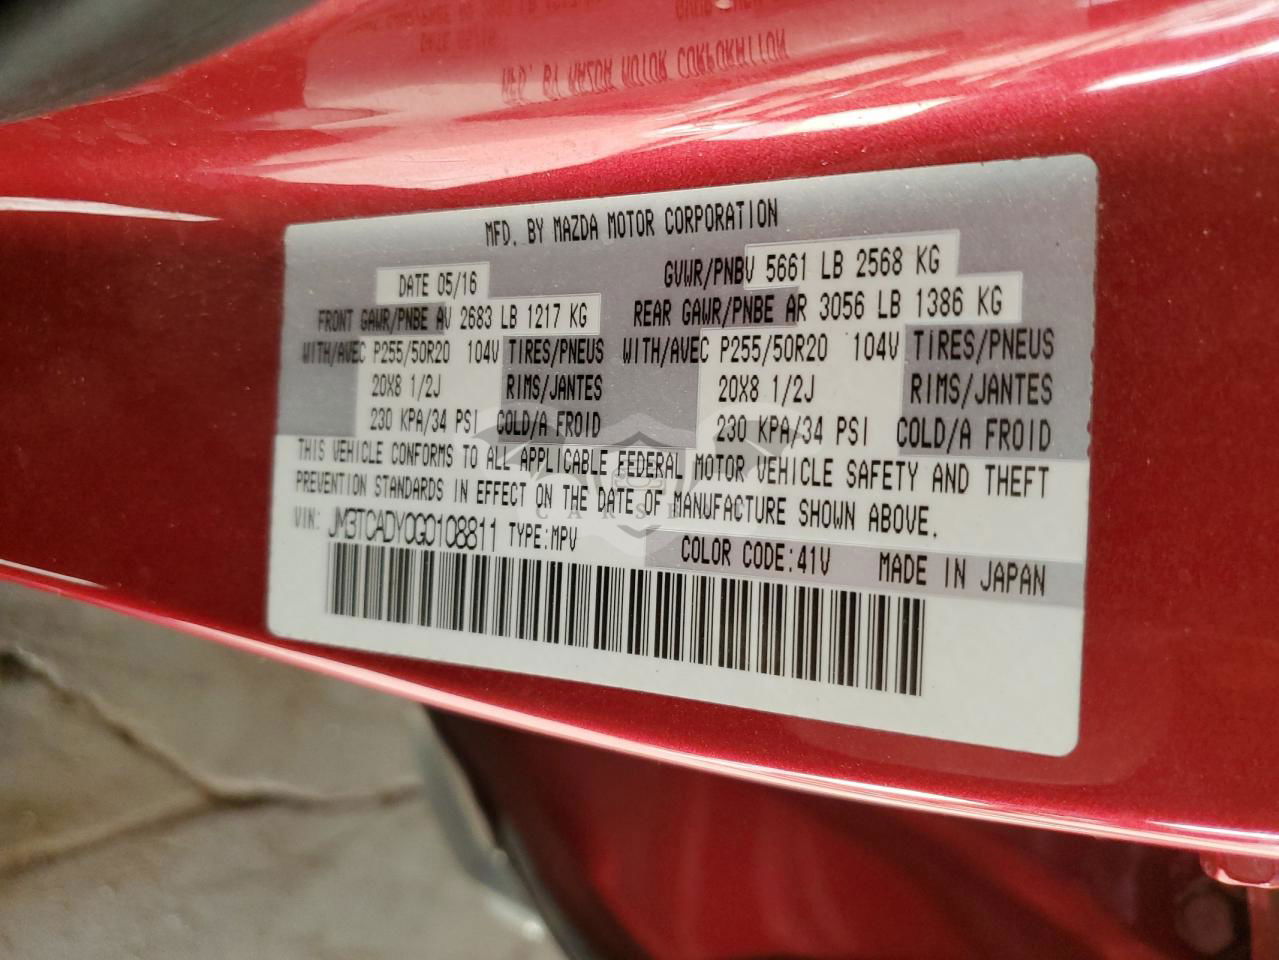 MFD. BY MAZDA MOTOR CORPORATION
DATE 05/16
GVWR/PNBV 5661 LB 2568 KG
FRONT GAWR/PNBE AV 2683 LB 1217 KG REAR GAWR/PNBE AR 3056 LB 1386 KG
WITH/AVEC P255/50R20 104V TIRES/PNEUS WITH/AVEC P255/50R20 104V TIRES/PNEUS
20X8 1/2J RIMS/JANTES 20X8 1/2J RIMS/JANTES
230 KPA/34 PSI COLD/A FROID 230 KPA/34 PSI COLD/A FROID
THIS VEHICLE CONFORMS TO ALL APPLICABLE FEDERAL MOTOR VEHICLE SAFETY AND THEFT
PREVENTION STANDARDS IN EFFECT ON THE DATE OF MANUFACTURE SHOWN ABOVE.
VIN: JM3TCADY0G0108811 TYPE:MPV
COLOR CODE:41V MADE IN JAPAN